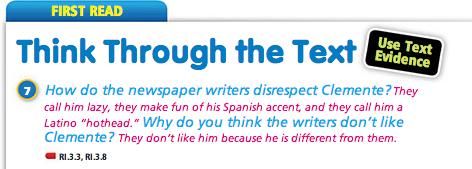 FIRST READ
Think Through the Text
Use Text
Evidence
7 How do the newspaper writers disrespect Clemente? They
call him lazy, they make fun of his Spanish accent, and they call him a
Latino “hothead.” Why do you think the writers don’t like
Clemente? They don’t like him because he is different from them.
RI.3.3, RI.3.8